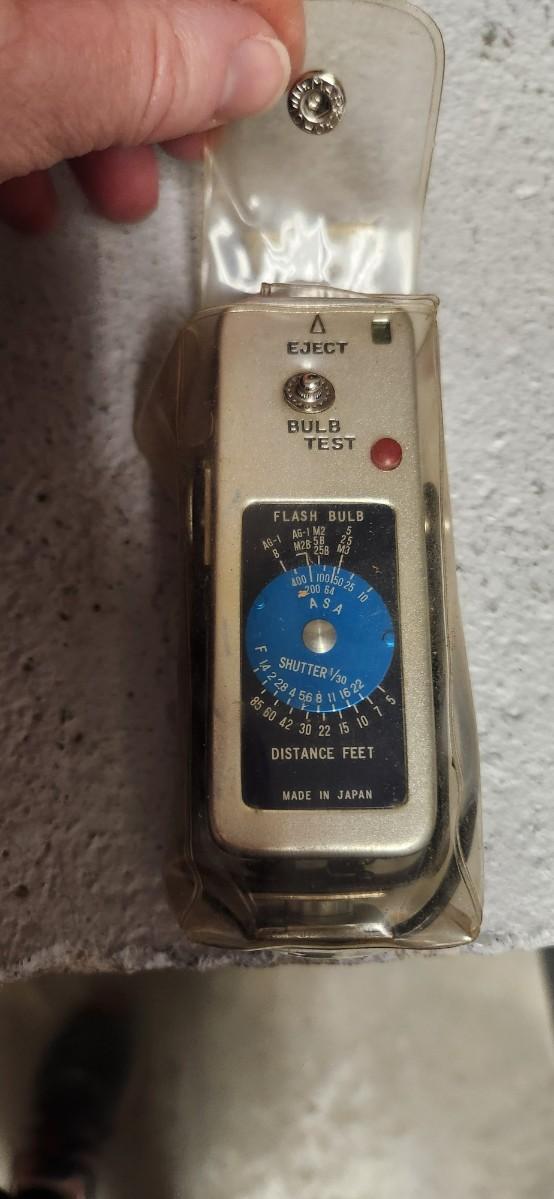 EJECT
BULB
TEST
FLASH BULB
AG-1 AG-1 M2 5
B M2B 5B 25
25B M3
400 100 50 25 10
200 64
ASA
SHUTTER 1/30
F 1.4 2 2.8 4 5.6 8 11 16 22
85 60 42 30 22 15 10 7 5
DISTANCE FEET
MADE IN JAPAN